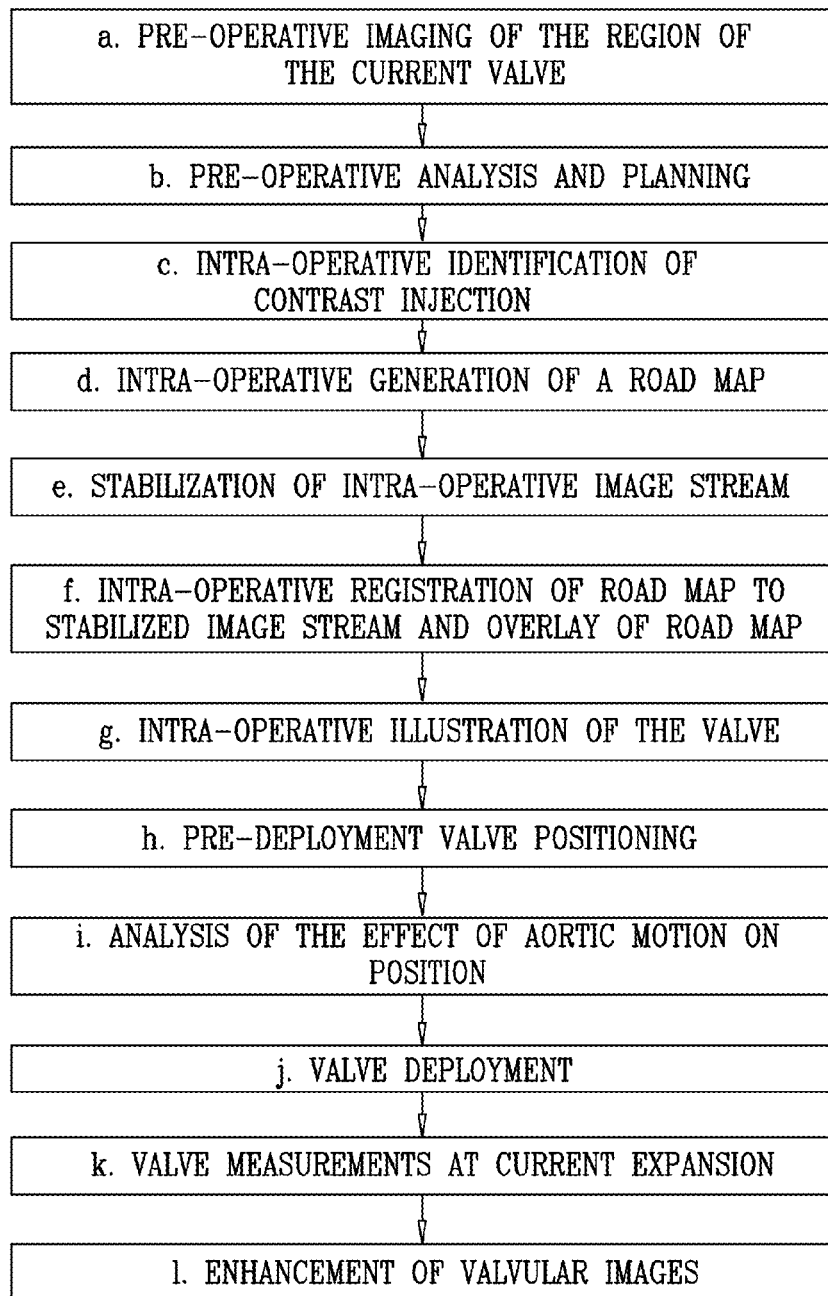 a. PRE-OPERATIVE IMAGING OF THE REGION OF
THE CURRENT VALVE
b. PRE-OPERATIVE ANALYSIS AND PLANNING
c. INTRA-OPERATIVE IDENTIFICATION OF
CONTRAST INJECTION
d. INTRA-OPERATIVE GENERATION OF A ROAD MAP
e. STABILIZATION OF INTRA-OPERATIVE IMAGE STREAM
f. INTRA-OPERATIVE REGISTRATION OF ROAD MAP TO
STABILIZED IMAGE STREAM AND OVERLAY OF ROAD MAP
g. INTRA-OPERATIVE ILLUSTRATION OF THE VALVE
h. PRE-DEPLOYMENT VALVE POSITIONING
i. ANALYSIS OF THE EFFECT OF AORTIC MOTION ON
POSITION
j. VALVE DEPLOYMENT
k. VALVE MEASUREMENTS AT CURRENT EXPANSION
l. ENHANCEMENT OF VALVULAR IMAGES